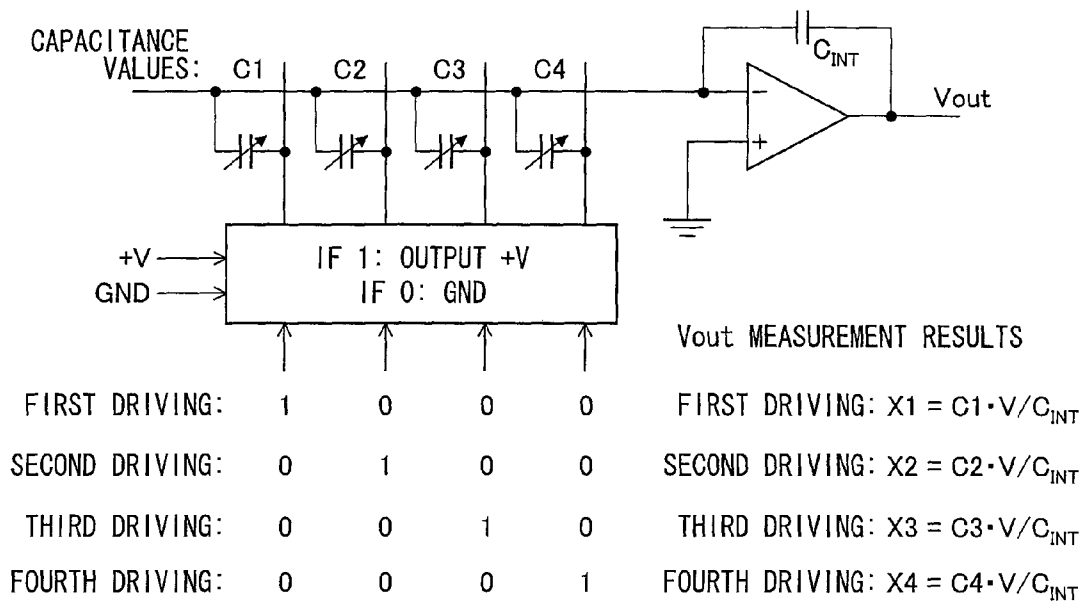 CAPACITANCE
VALUES: C1 C2 C3 C4
C_INT
− 
+
Vout
+V
GND
IF 1: OUTPUT +V
IF 0: GND
Vout MEASUREMENT RESULTS
FIRST DRIVING: 1 0 0 0 FIRST DRIVING: X1 = C1·V/C_INT
SECOND DRIVING: 0 1 0 0 SECOND DRIVING: X2 = C2·V/C_INT
THIRD DRIVING: 0 0 1 0 THIRD DRIVING: X3 = C3·V/C_INT
FOURTH DRIVING: 0 0 0 1 FOURTH DRIVING: X4 = C4·V/C_INT